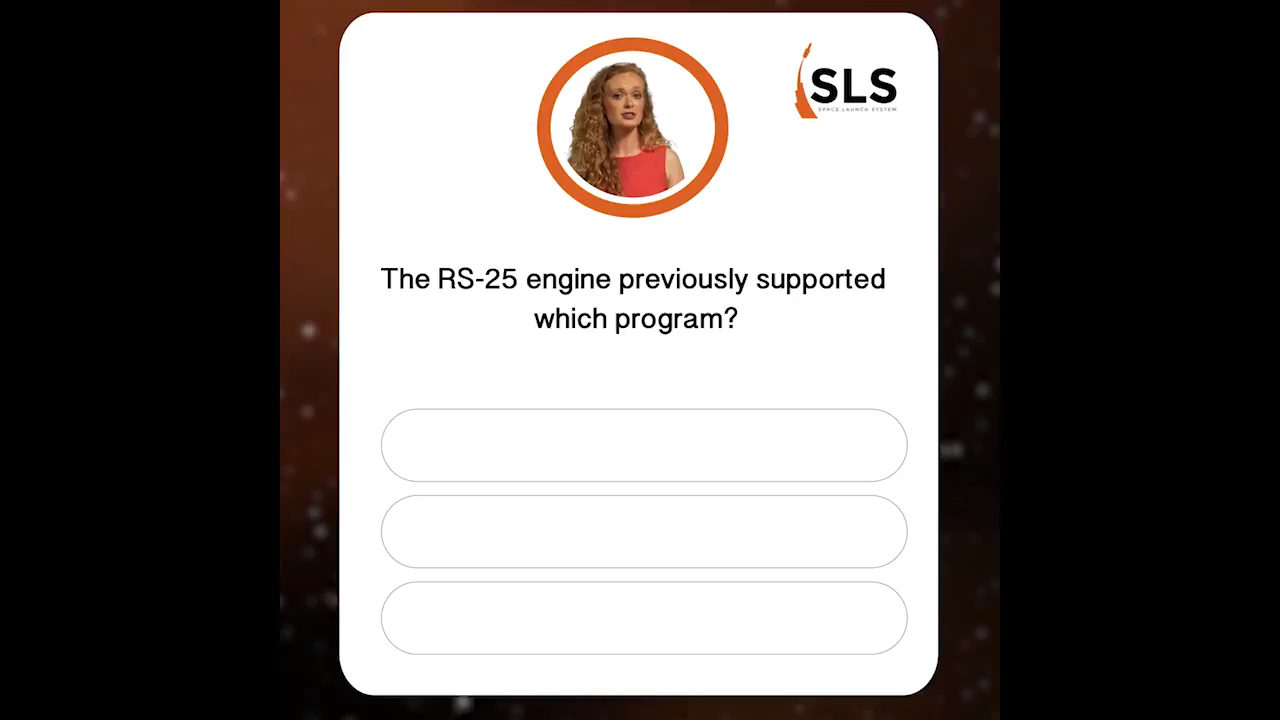 SLS
SPACE LAUNCH SYSTEM
The RS-25 engine previously supported
which program?